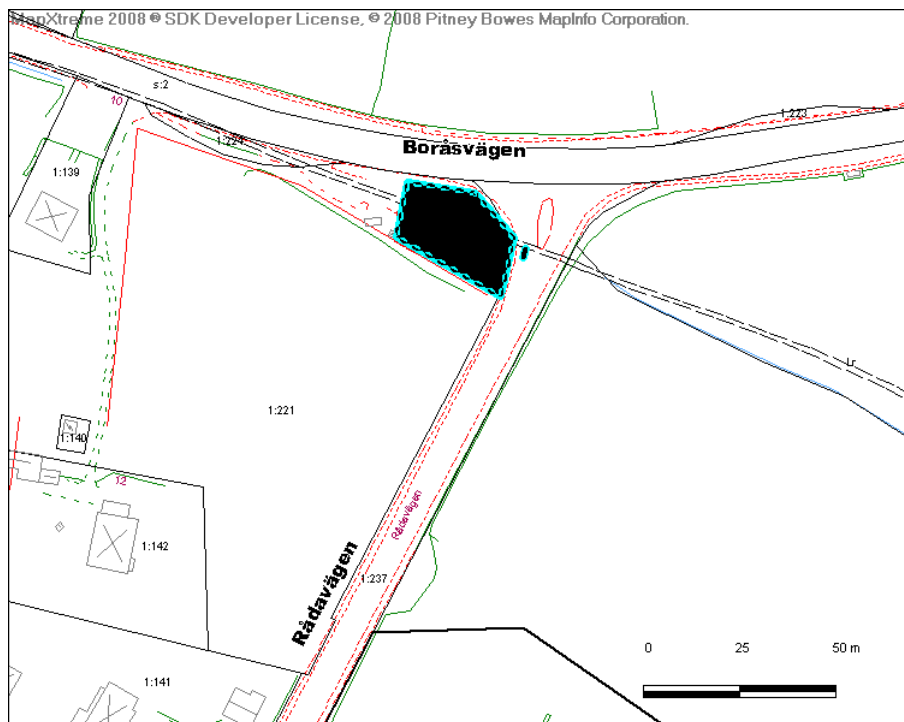 MapXtreme 2008 ® SDK Developer License, © 2008 Pitney Bowes MapInfo Corporation.
s:2
10
1:223
1:224
Boråsvägen
1:139
Lr
1:221
1:140
12
Rådavägen
1:142
1:237
Rådavägen
0 25 50 m
1:141